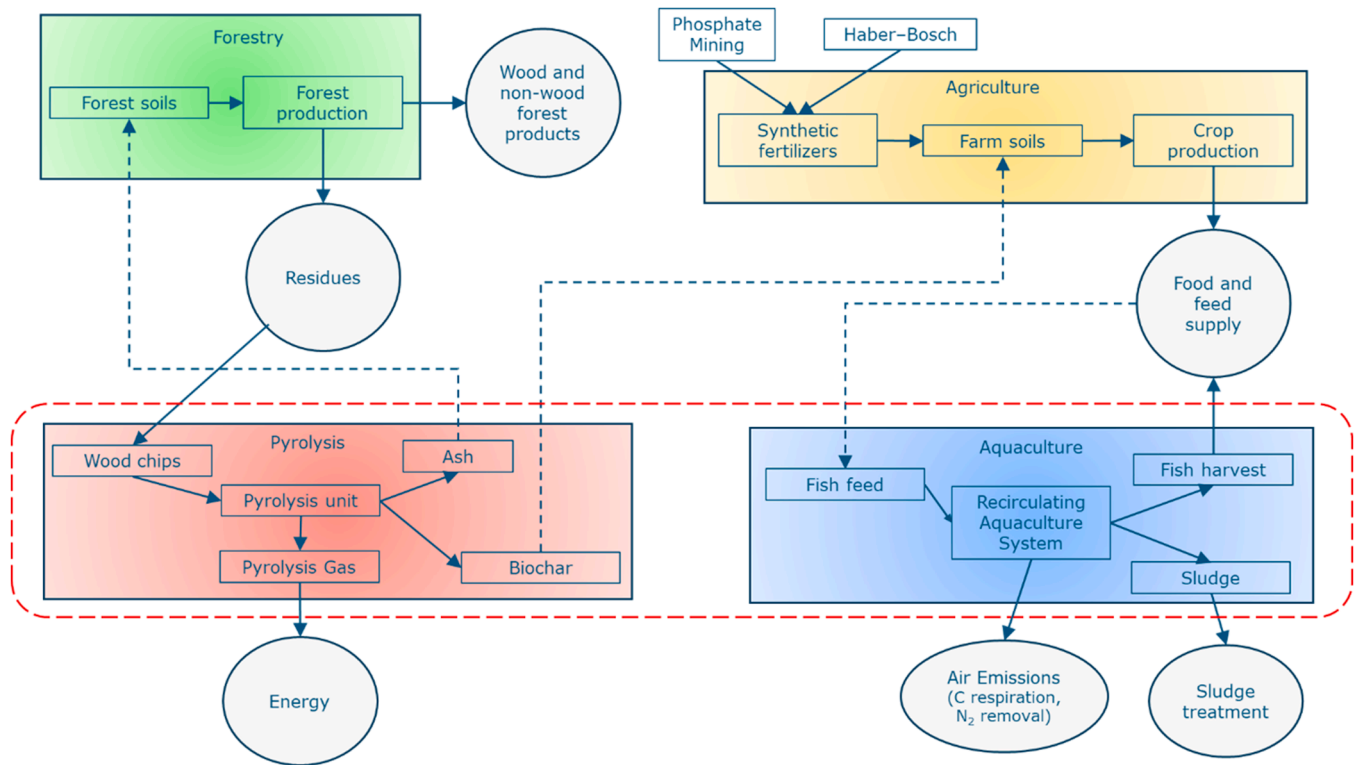 Forestry
Forest soils
Forest
production
Wood and
non-wood
forest
products
Residues
Phosphate
Mining
Haber–Bosch
Agriculture
Synthetic
fertilizers
Farm soils
Crop
production
Food and
feed
supply
Pyrolysis
Wood chips
Ash
Pyrolysis unit
Pyrolysis Gas
Biochar
Energy
Aquaculture
Fish feed
Recirculating
Aquaculture
System
Fish harvest
Sludge
Air Emissions
(C respiration,
N₂ removal)
Sludge
treatment